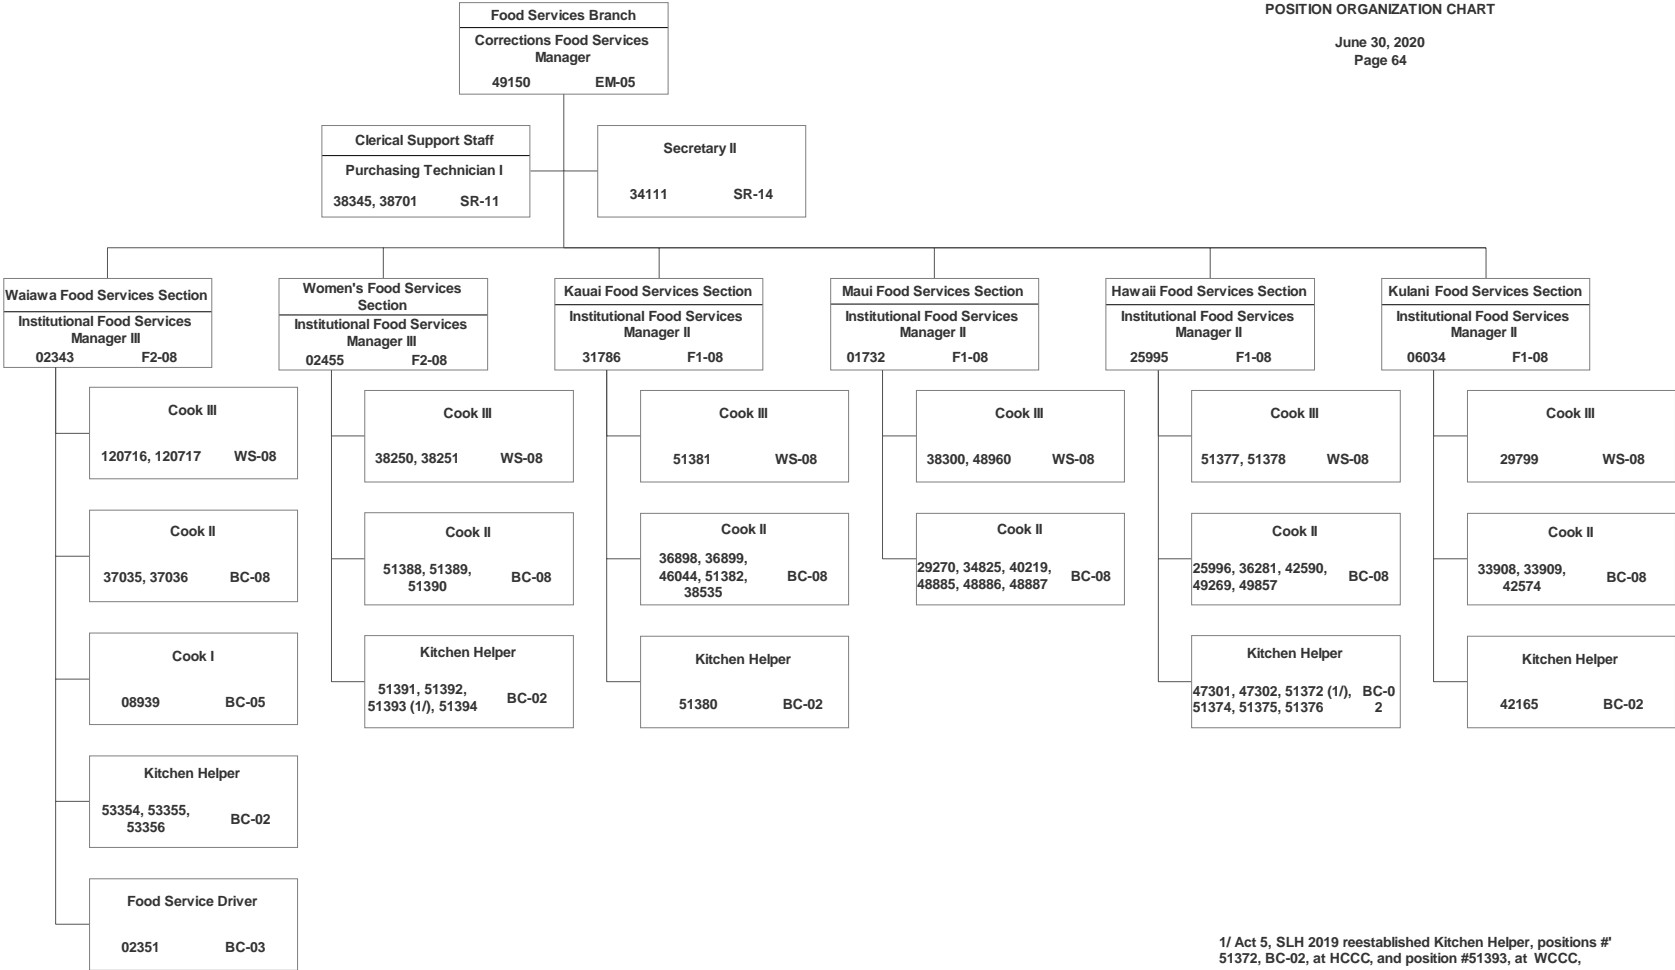 POSITION ORGANIZATION CHART
June 30, 2020
Page 64
Food Services Branch
Corrections Food Services
Manager
49150 EM-05
Clerical Support Staff
Purchasing Technician I
38345, 38701 SR-11
Secretary II
34111 SR-14
Waiawa Food Services Section
Institutional Food Services
Manager III
02343 F2-08
Cook III
120716, 120717 WS-08
Cook II
37035, 37036 BC-08
Cook I
08939 BC-05
Kitchen Helper
53354, 53355,
53356 BC-02
Food Service Driver
02351 BC-03
Women's Food Services
Section
Institutional Food Services
Manager III
02455 F2-08
Cook III
38250, 38251 WS-08
Cook II
51388, 51389,
51390 BC-08
Kitchen Helper
51391, 51392,
51393 (1/), 51394 BC-02
Kauai Food Services Section
Institutional Food Services
Manager II
31786 F1-08
Cook III
51381 WS-08
Cook II
36898, 36899,
46044, 51382, BC-08
38535
Kitchen Helper
51380 BC-02
Maui Food Services Section
Institutional Food Services
Manager II
01732 F1-08
Cook III
38300, 48960 WS-08
Cook II
29270, 34825, 40219,
48885, 48886, 48887 BC-08
Hawaii Food Services Section
Institutional Food Services
Manager II
25995 F1-08
Cook III
51377, 51378 WS-08
Cook II
25996, 36281, 42590,
49269, 49857 BC-08
Kitchen Helper
47301, 47302, 51372 (1/), BC-0
51374, 51375, 51376 2
Kulani Food Services Section
Institutional Food Services
Manager II
06034 F1-08
Cook III
29799 WS-08
Cook II
33908, 33909,
42574 BC-08
Kitchen Helper
42165 BC-02
1/ Act 5, SLH 2019 reestablished Kitchen Helper, positions #'
51372, BC-02, at HCCC, and position #51393, at WCCC,